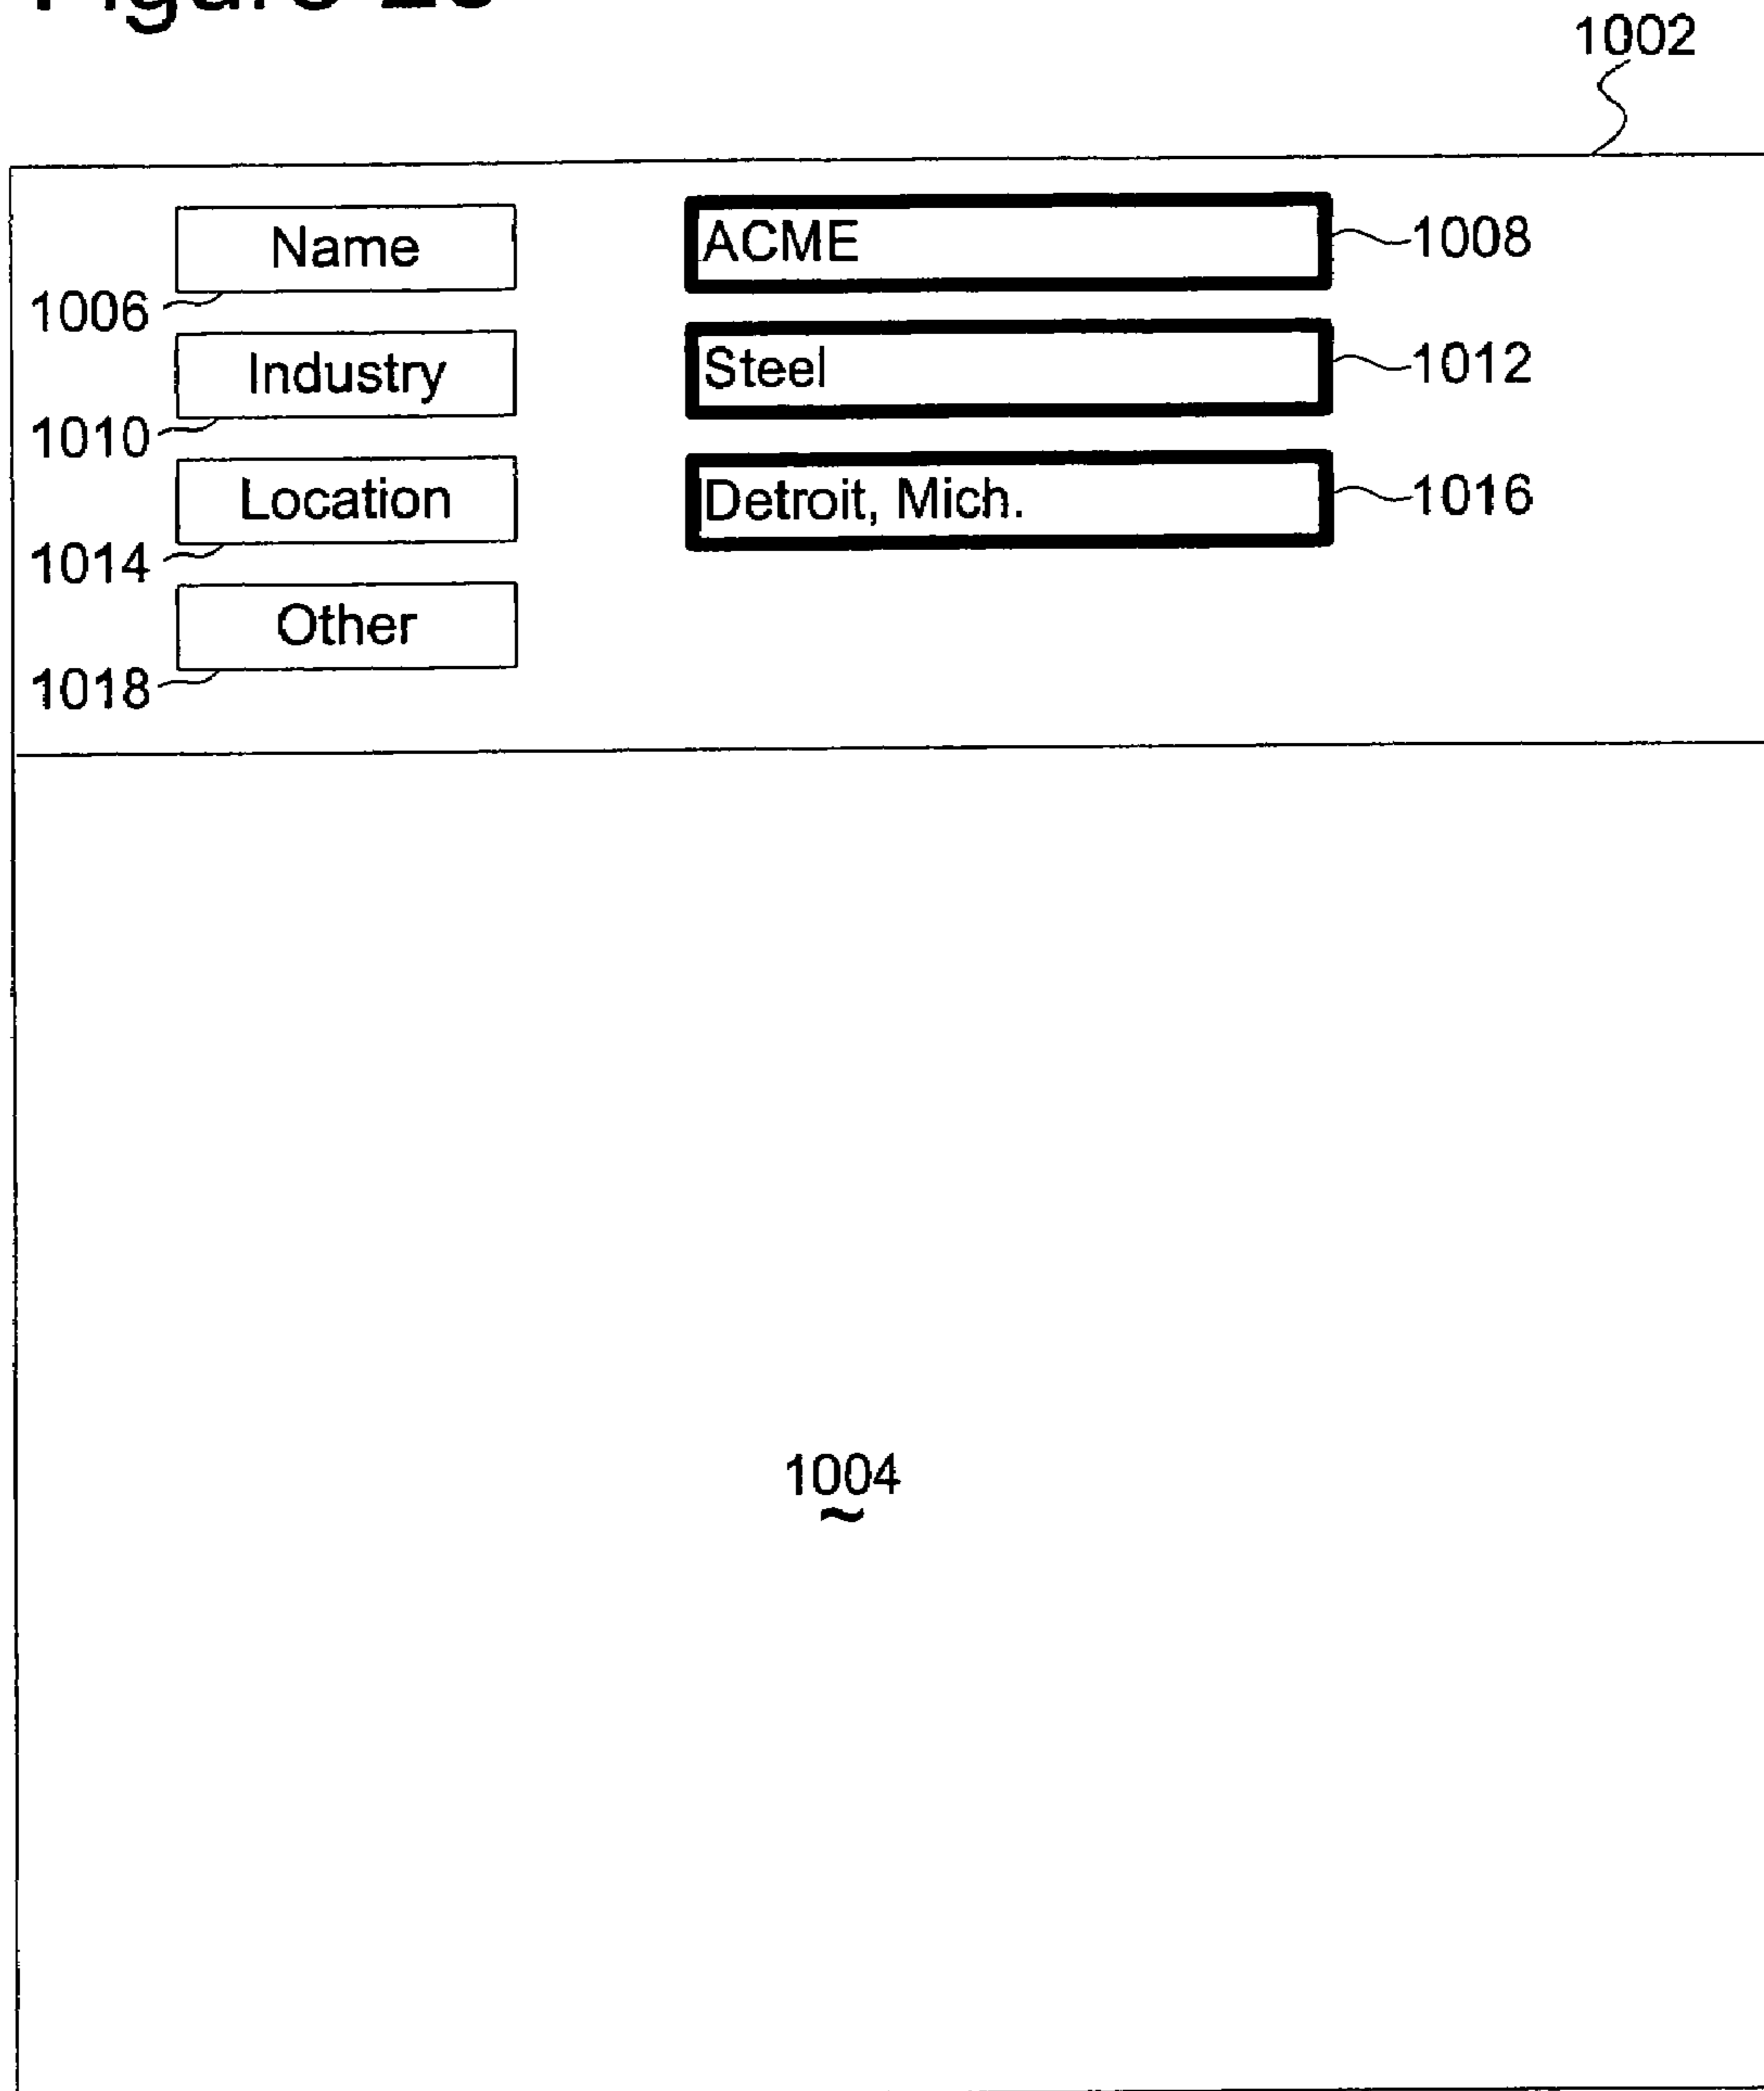 1002
Name
ACME
1008
1006
Industry
Steel
1012
1010
Location
Detroit, Mich.
1016
1014
Other
1018
1004